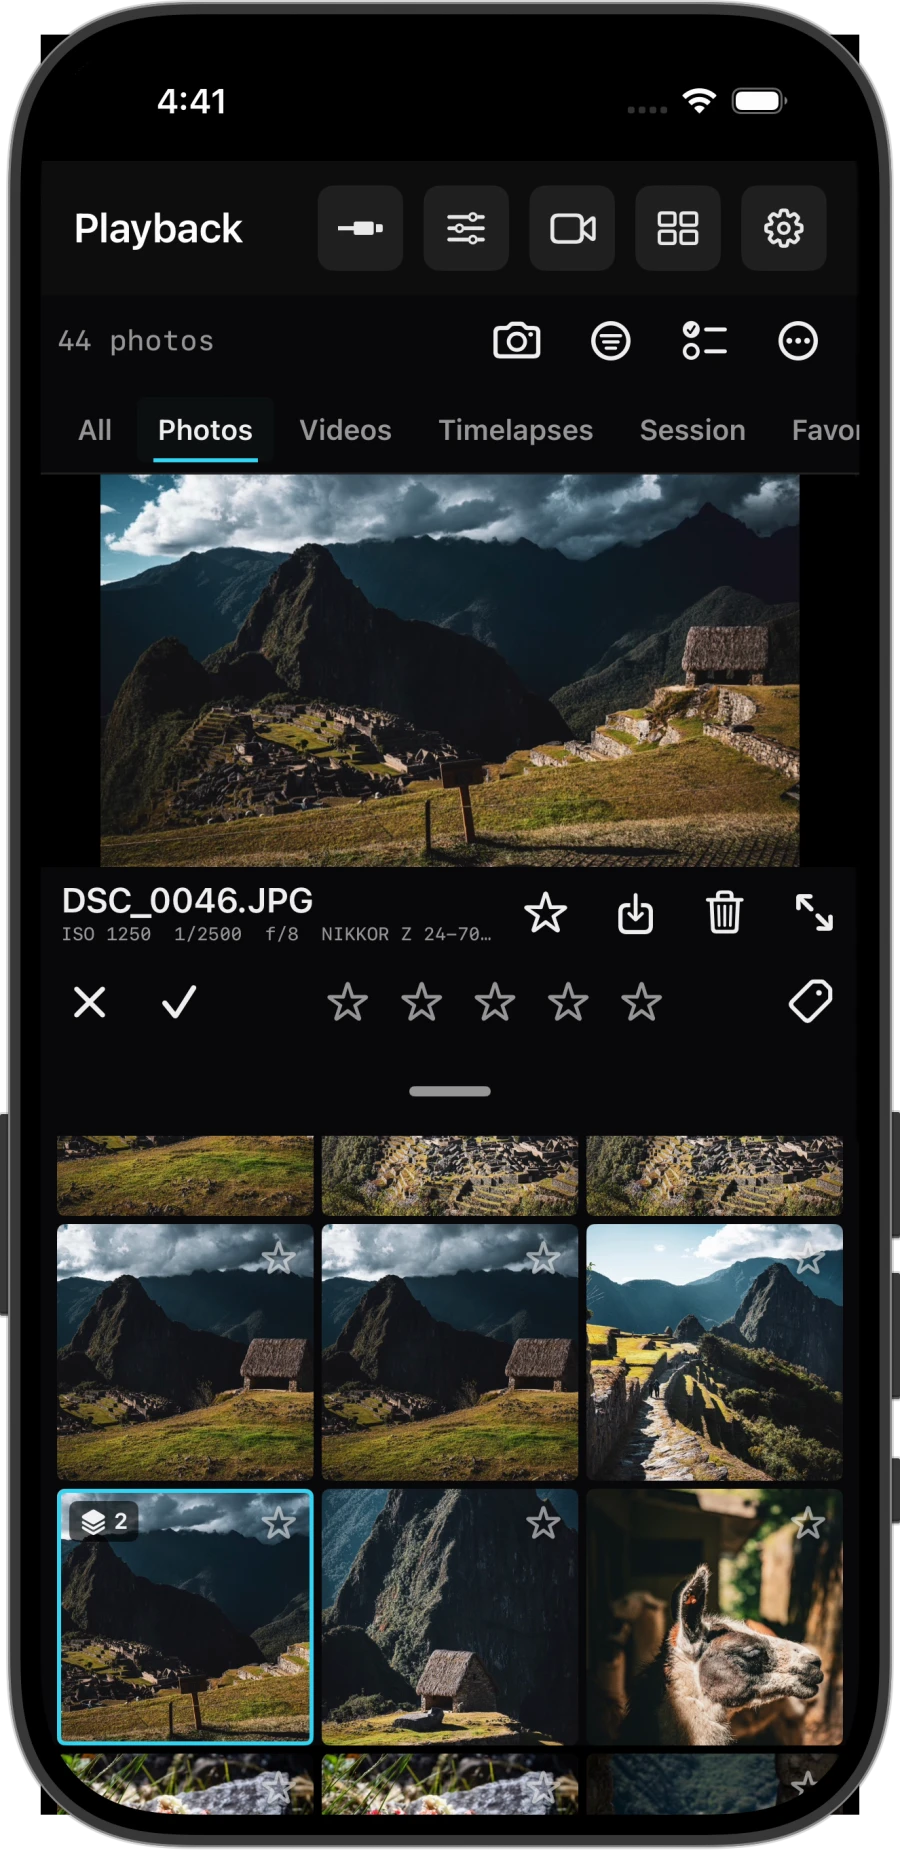 4:41
Playback
44 photos
All Photos Videos Timelapses Session Favor
DSC_0046.JPG
ISO 1250 1/2500 f/8 NIKKOR Z 24-70…
2